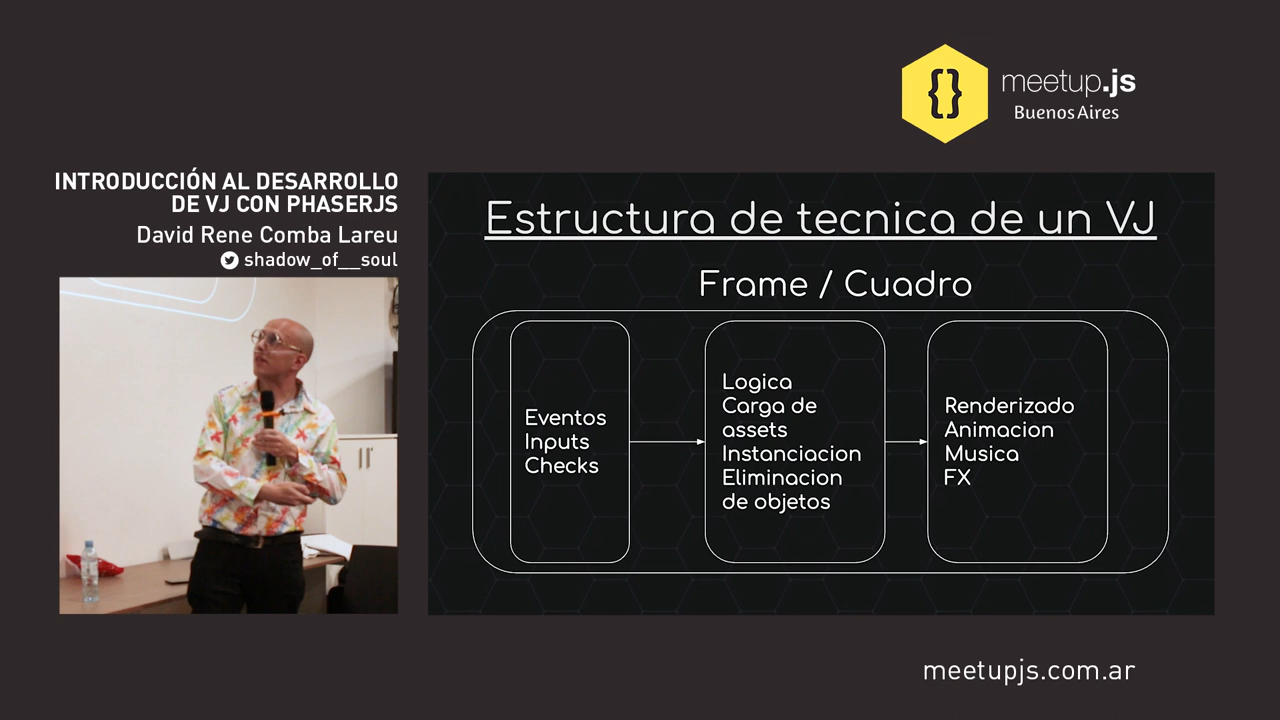 {}
meetup.js
Buenos Aires
INTRODUCCIÓN AL DESARROLLO
DE VJ CON PHASERJS
David Rene Comba Lareu
shadow_of__soul
Estructura de tecnica de un VJ
Frame / Cuadro
Eventos
Inputs
Checks
Logica
Carga de
assets
Instanciacion
Eliminacion
de objetos
Renderizado
Animacion
Musica
FX
meetupjs.com.ar